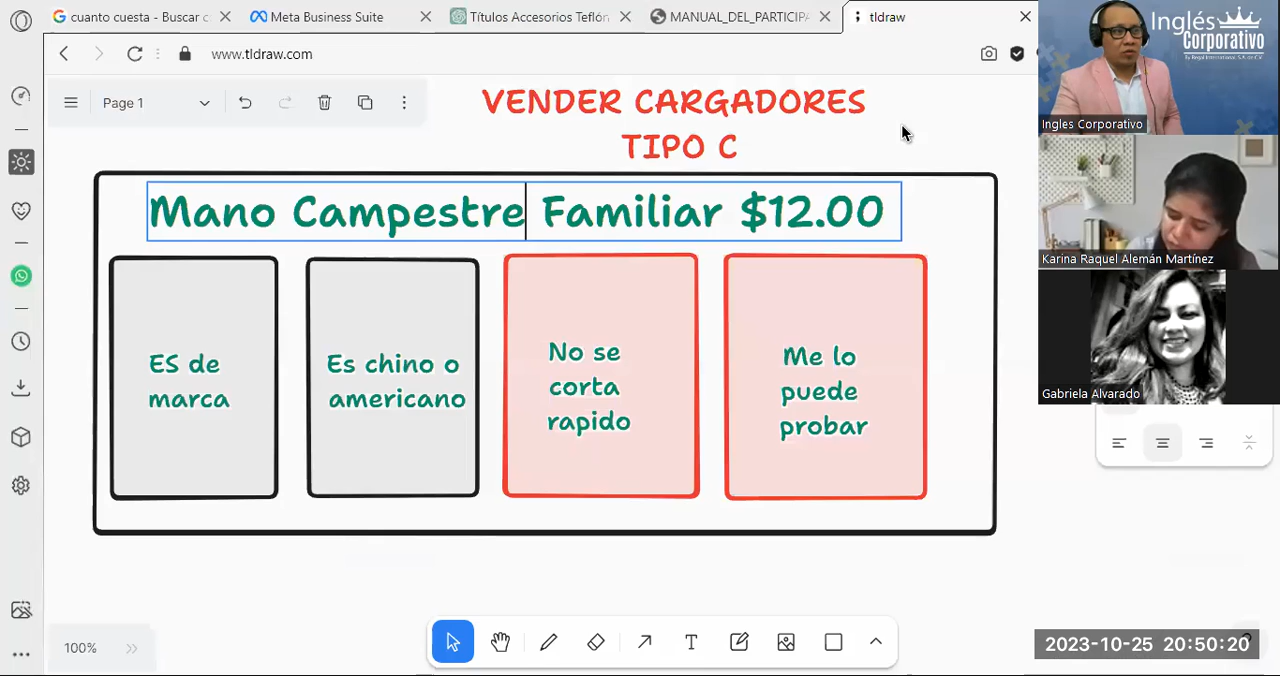 cuanto cuesta - Buscar c
Meta Business Suite
Títulos Accesorios Teflón
MANUAL_DEL_PARTICIPA
tldraw
www.tldraw.com
Page 1
VENDER CARGADORES
TIPO C
Mano Campestre Familiar $12.00
ES de
marca
Es chino o
americano
No se
corta
rapido
Me lo
puede
probar
100%
Inglés
Corporativo
Ingles Corporativo
Karina Raquel Alemán Martínez
Gabriela Alvarado
2023-10-25 20:50:20